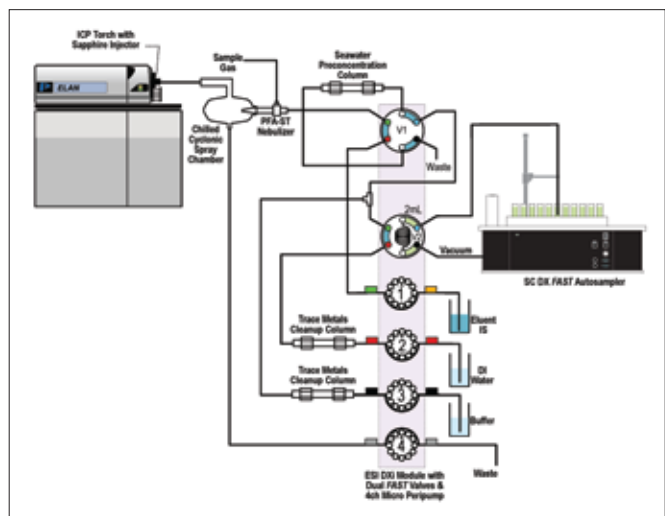 ICP Torch with
Sapphire Injector
ELAN
Sample
Gas
Seawater
Preconcentration
Column
PFA-ST
Nebulizer
Chilled
Cyclonic
Spray
Chamber
V1
Waste
2mL
Vacuum
SC DX FAST Autosampler
1
Eluent
IS
Trace Metals
Cleanup Column
2
DI
Water
Trace Metals
Cleanup Column
3
Buffer
4
Waste
ESI DXi Module with
Dual FAST Valves &
4ch Micro Peripump